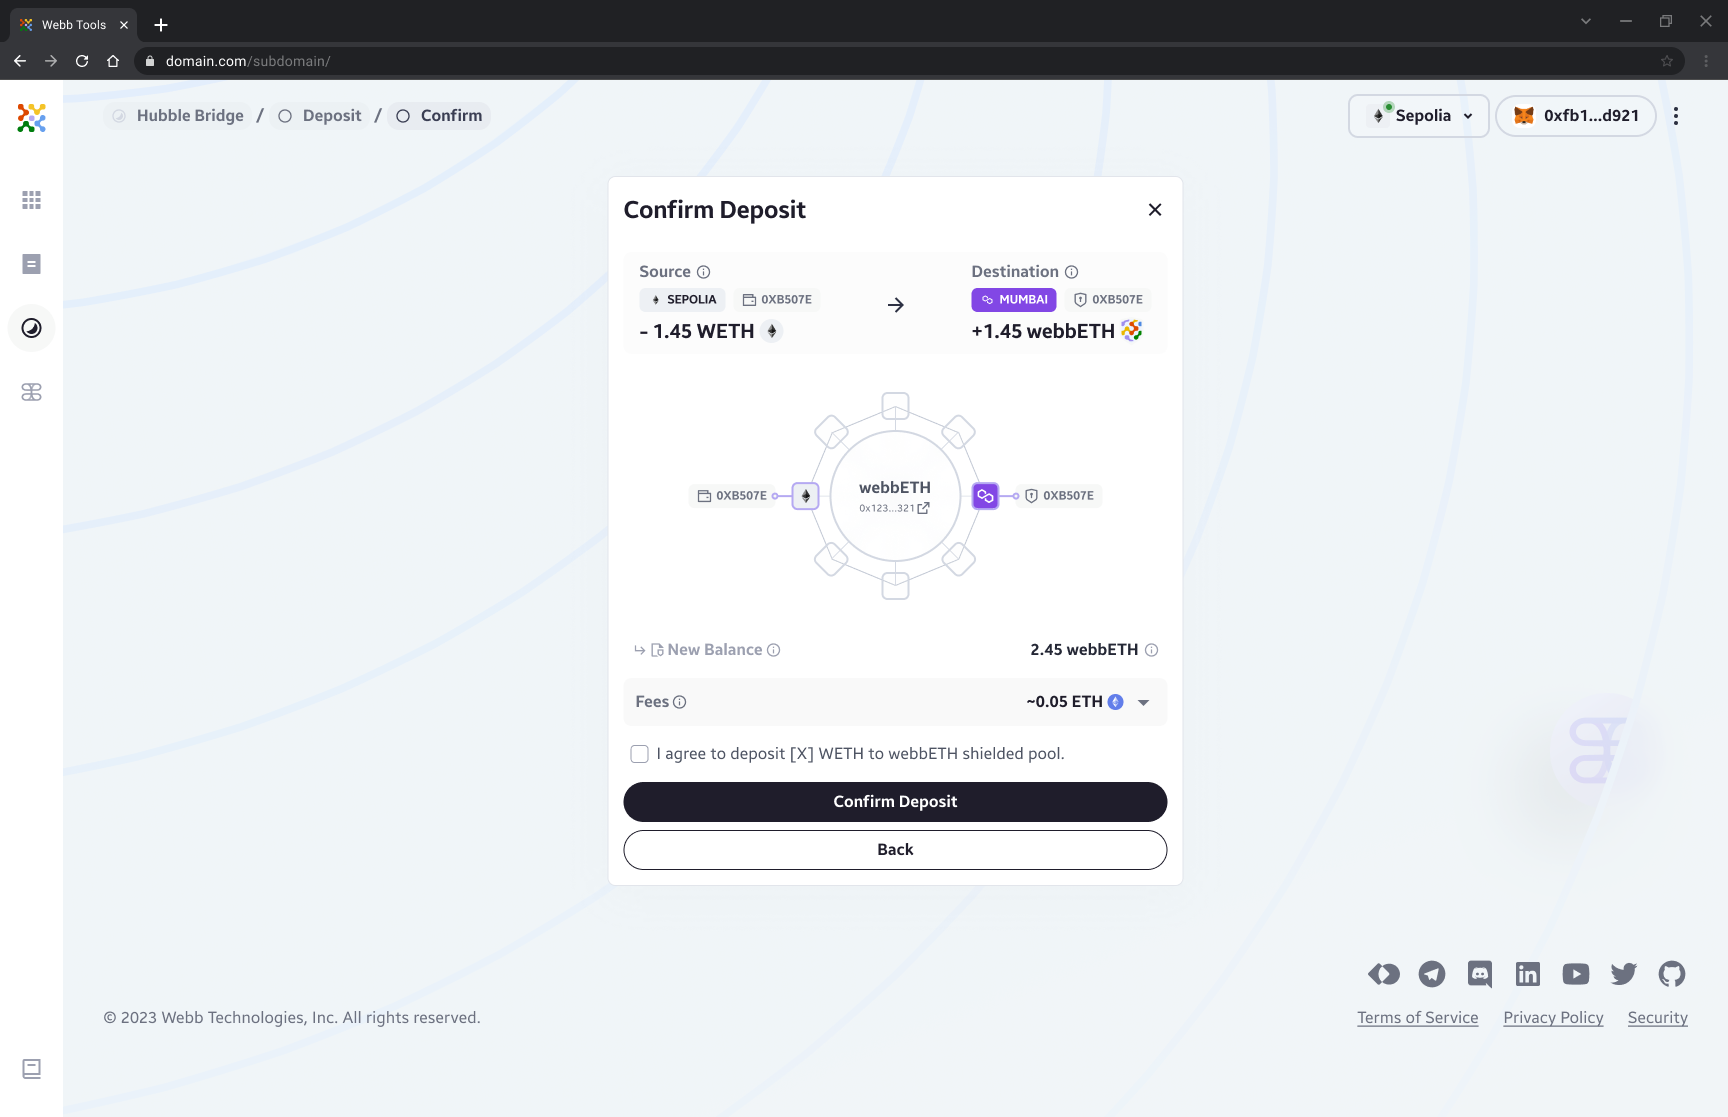 Webb Tools
domain.com/subdomain/
Hubble Bridge / Deposit / Confirm
Sepolia
0xfb1...d921
Confirm Deposit
Source
Destination
SEPOLIA 0XB507E
MUMBAI 0XB507E
- 1.45 WETH
+1.45 webbETH
webbETH
0XB507E
0XB507E
0x123...321
New Balance
2.45 webbETH
Fees
~0.05 ETH
I agree to deposit [X] WETH to webbETH shielded pool.
Confirm Deposit
Back
© 2023 Webb Technologies, Inc. All rights reserved.
Terms of Service Privacy Policy Security